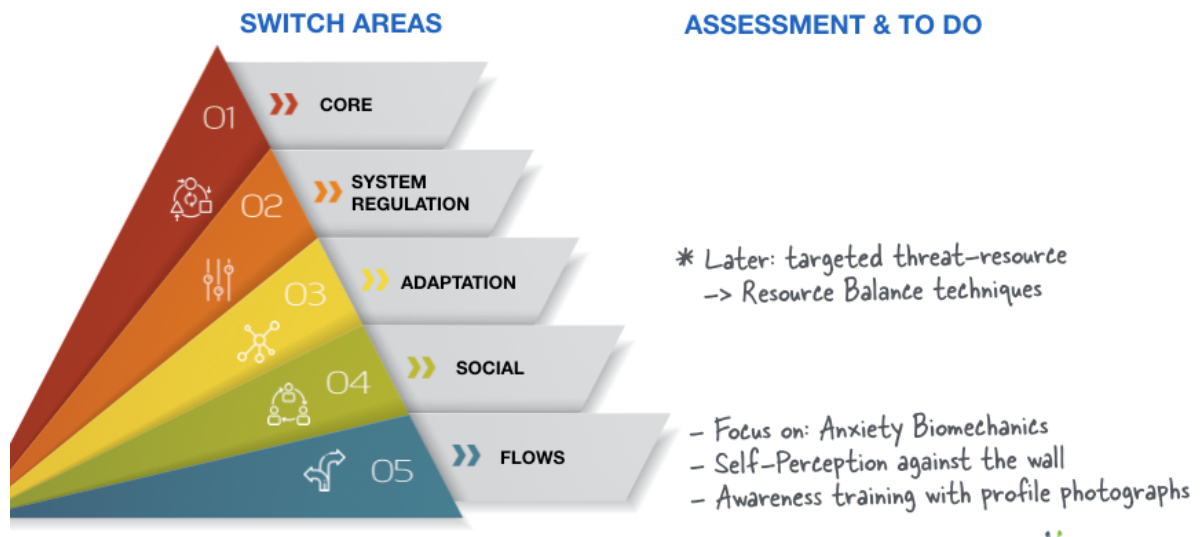 SWITCH AREAS
ASSESSMENT & TO DO
01
CORE
02
SYSTEM
REGULATION
03
ADAPTATION
* Later: targeted threat-resource
-> Resource Balance techniques
04
SOCIAL
05
FLOWS
- Focus on: Anxiety Biomechanics
- Self-Perception against the wall
- Awareness training with profile photographs